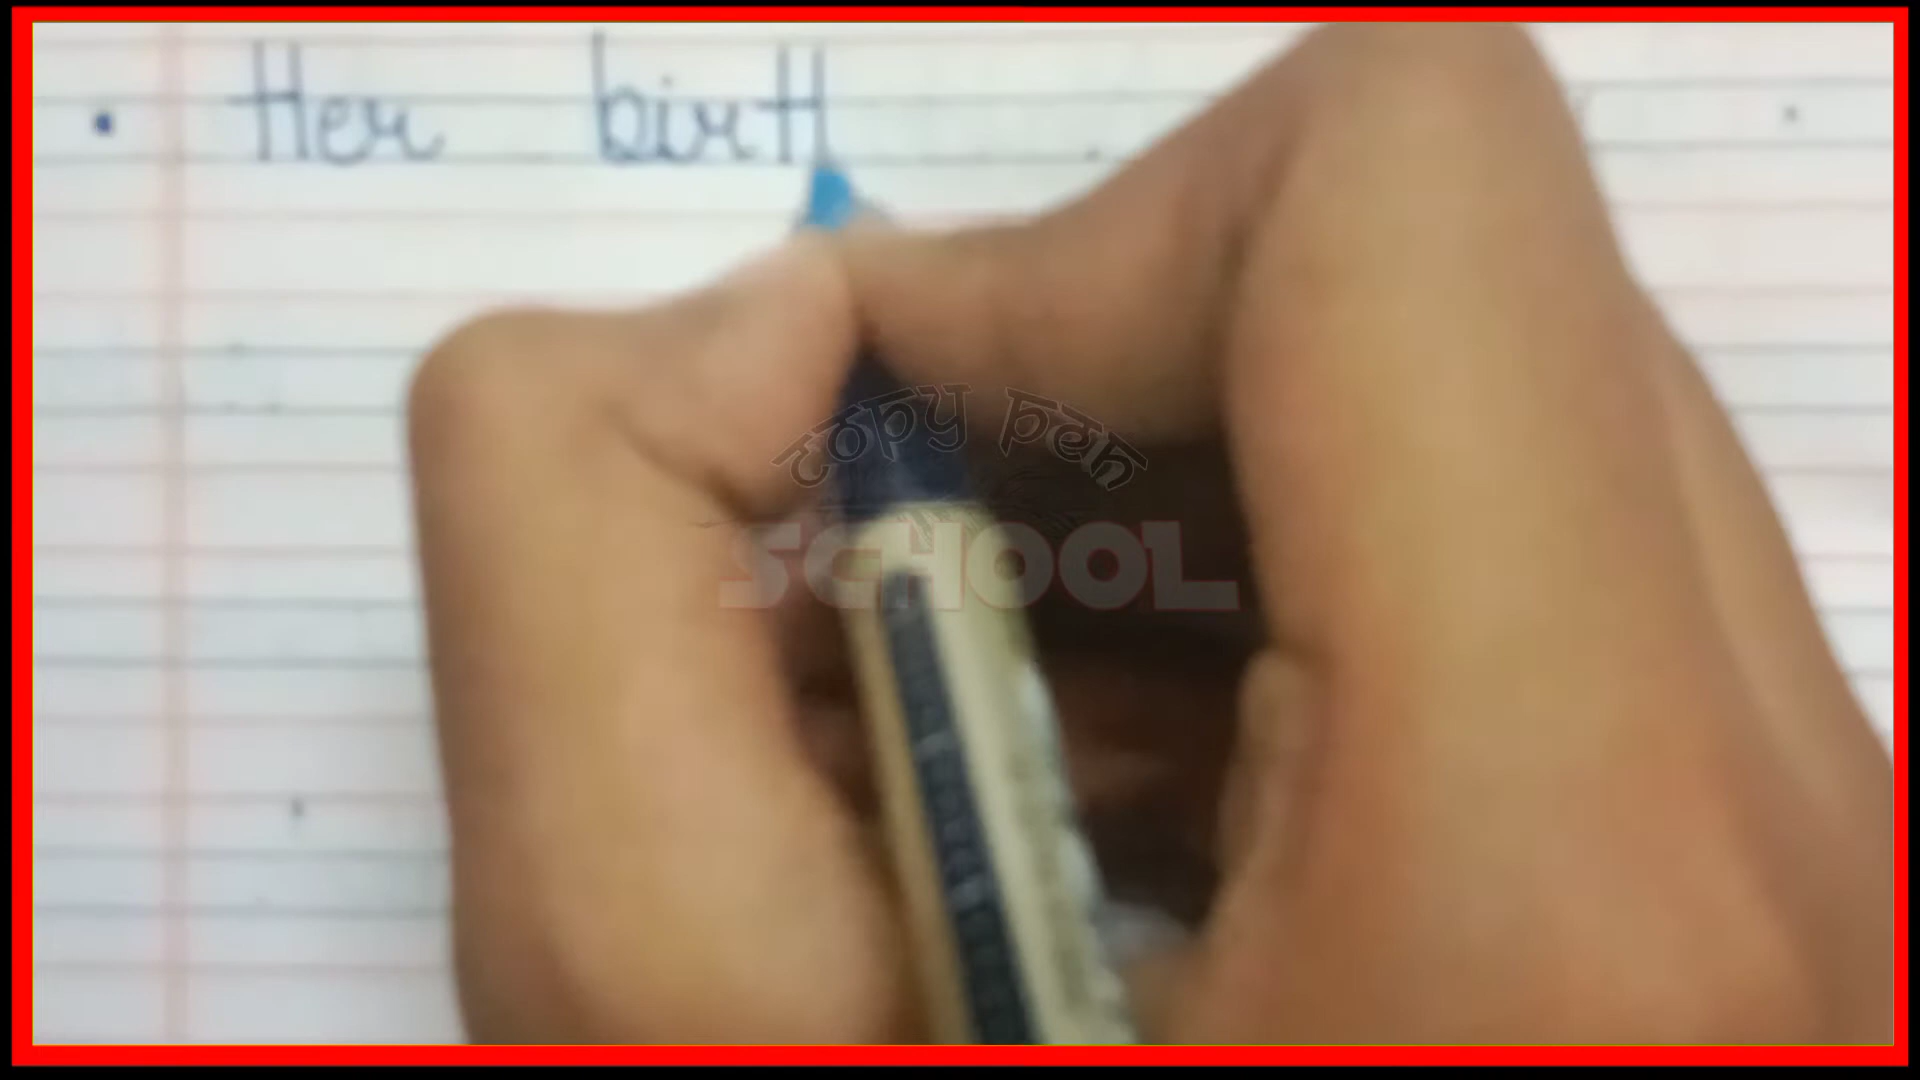 • Her birth
copy pen
SCHOOL